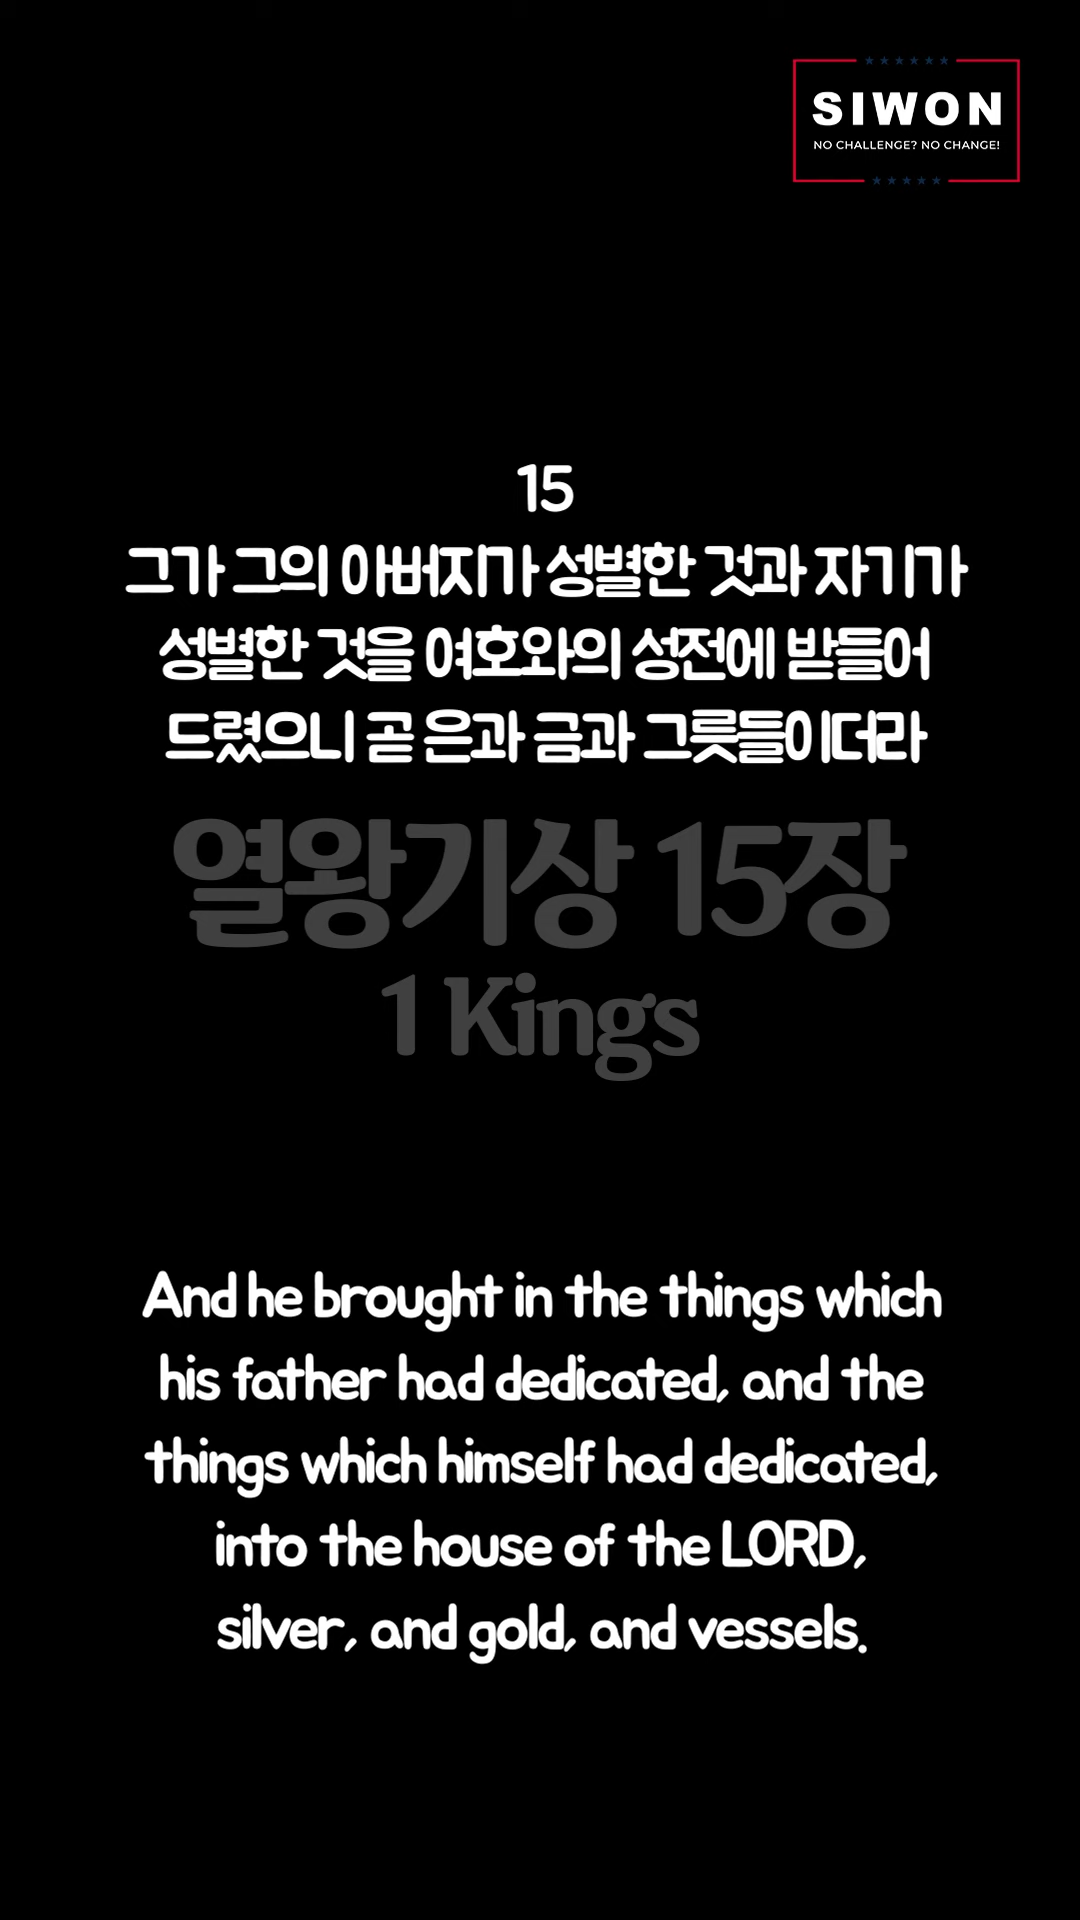 SIWON
NO CHALLENGE? NO CHANGE!
15
그가 그의 아버지가 성별한 것과 자기가
성별한 것을 여호와의 성전에 받들어
드렸으니 곧 은과 금과 그릇들이더라
열왕기상 15장
1 Kings
And he brought in the things which
his father had dedicated, and the
things which himself had dedicated,
into the house of the LORD,
silver, and gold, and vessels.